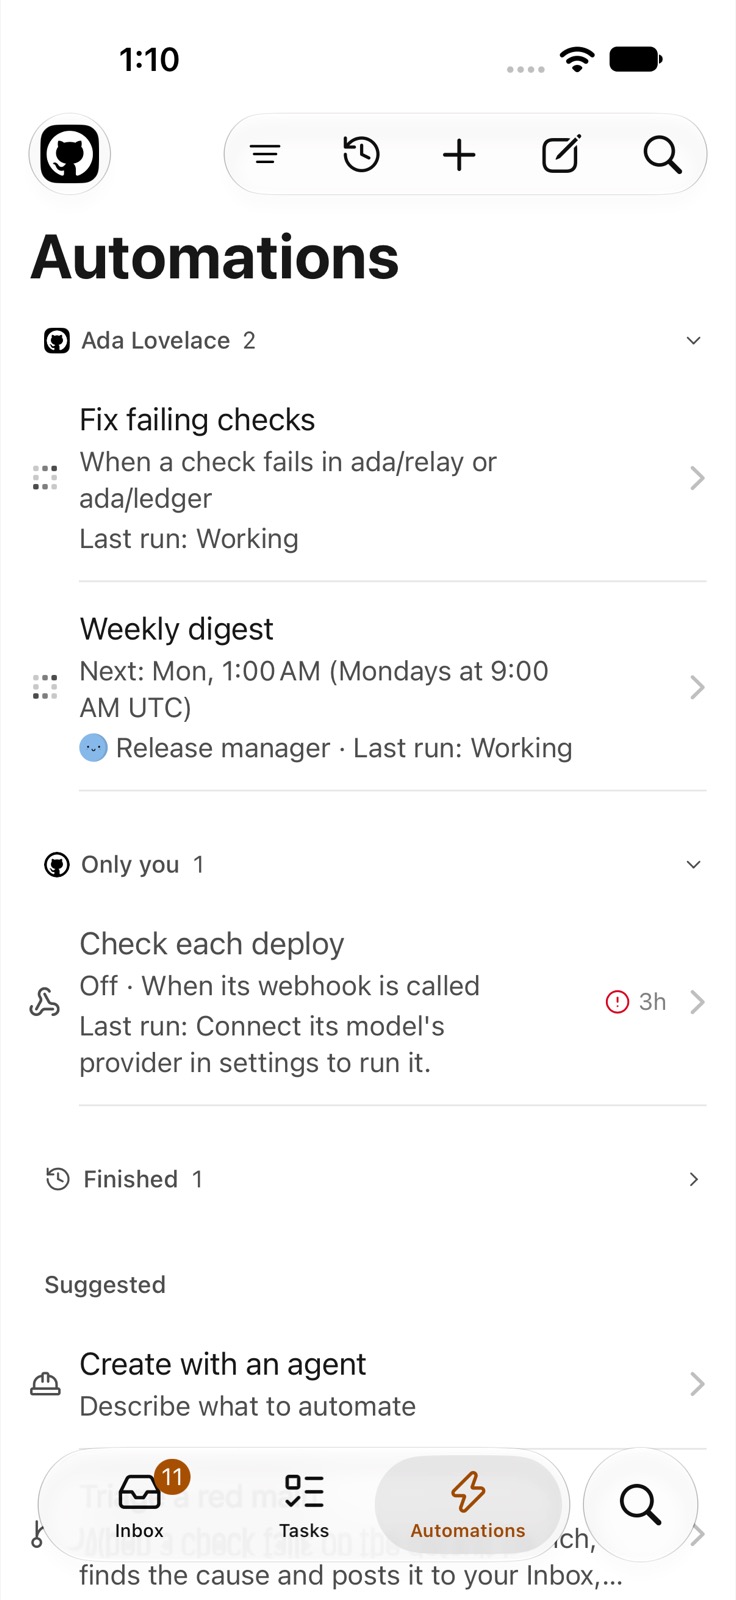 1:10
Automations
Ada Lovelace 2
Fix failing checks
When a check fails in ada/relay or
ada/ledger
Last run: Working
Weekly digest
Next: Mon, 1:00 AM (Mondays at 9:00
AM UTC)
Release manager · Last run: Working
Only you 1
Check each deploy
Off · When its webhook is called
3h
Last run: Connect its model's
provider in settings to run it.
Finished 1
Suggested
Create with an agent
Describe what to automate
11
Inbox
Tasks
Automations
finds the cause and posts it to your Inbox,...